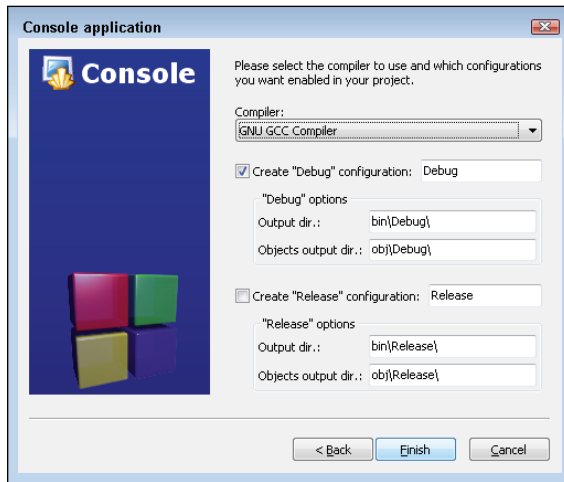 Console application
Console
Please select the compiler to use and which configurations
you want enabled in your project.
Compiler:
GNU GCC Compiler
Create "Debug" configuration: Debug
"Debug" options
Output dir.: bin\Debug\
Objects output dir.: obj\Debug\
Create "Release" configuration: Release
"Release" options
Output dir.: bin\Release\
Objects output dir.: obj\Release\
< Back Finish Cancel